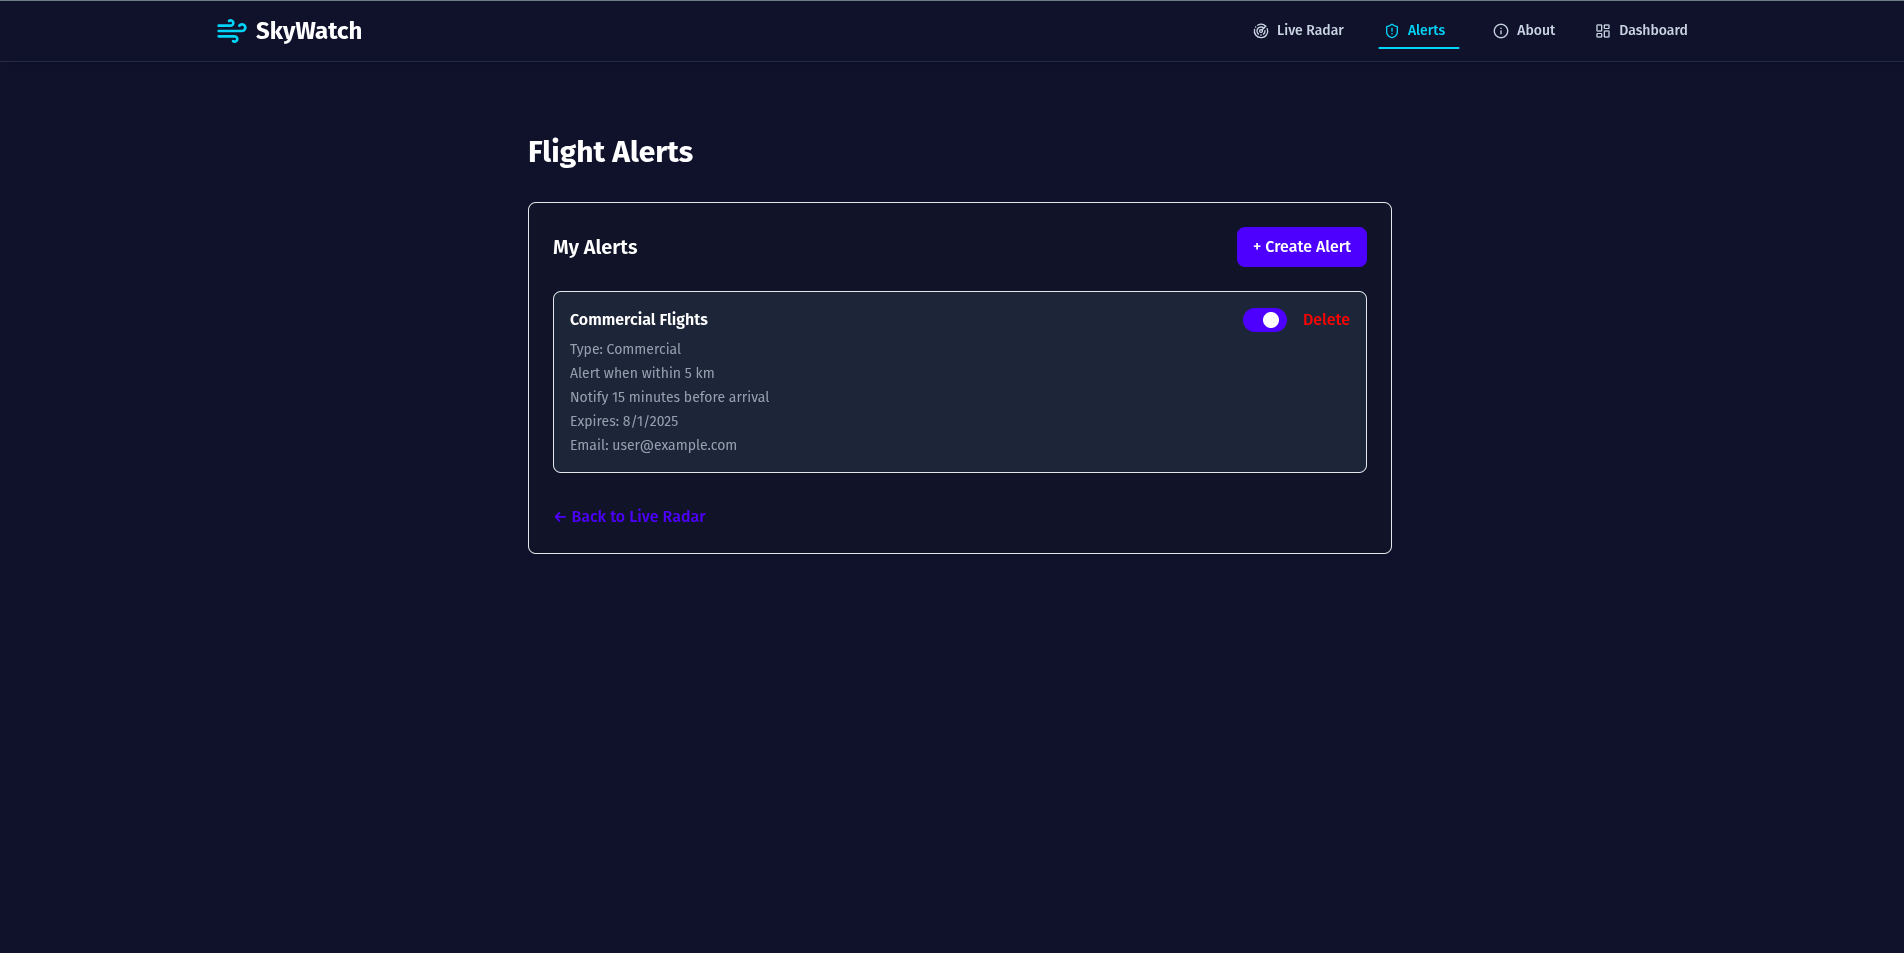 SkyWatch
Live Radar
Alerts
About
Dashboard
Flight Alerts
My Alerts
+ Create Alert
Commercial Flights
Delete
Type: Commercial
Alert when within 5 km
Notify 15 minutes before arrival
Expires: 8/1/2025
Email: user@example.com
← Back to Live Radar